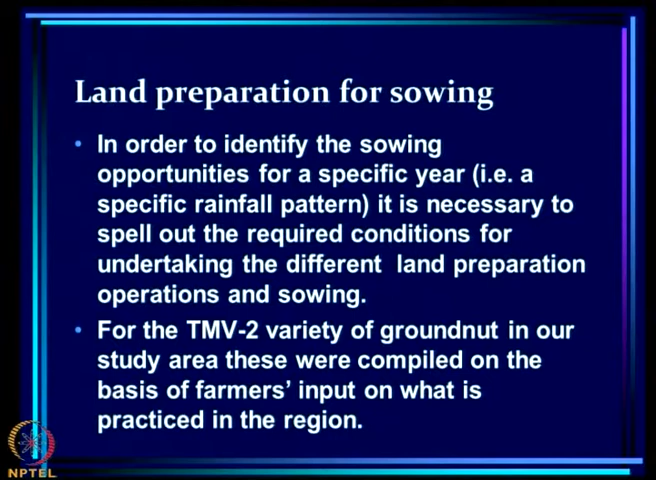 Land preparation for sowing
• In order to identify the sowing
opportunities for a specific year (i.e. a
specific rainfall pattern) it is necessary to
spell out the required conditions for
undertaking the different land preparation
operations and sowing.
• For the TMV-2 variety of groundnut in our
study area these were compiled on the
basis of farmers' input on what is
practiced in the region.
NPTEL